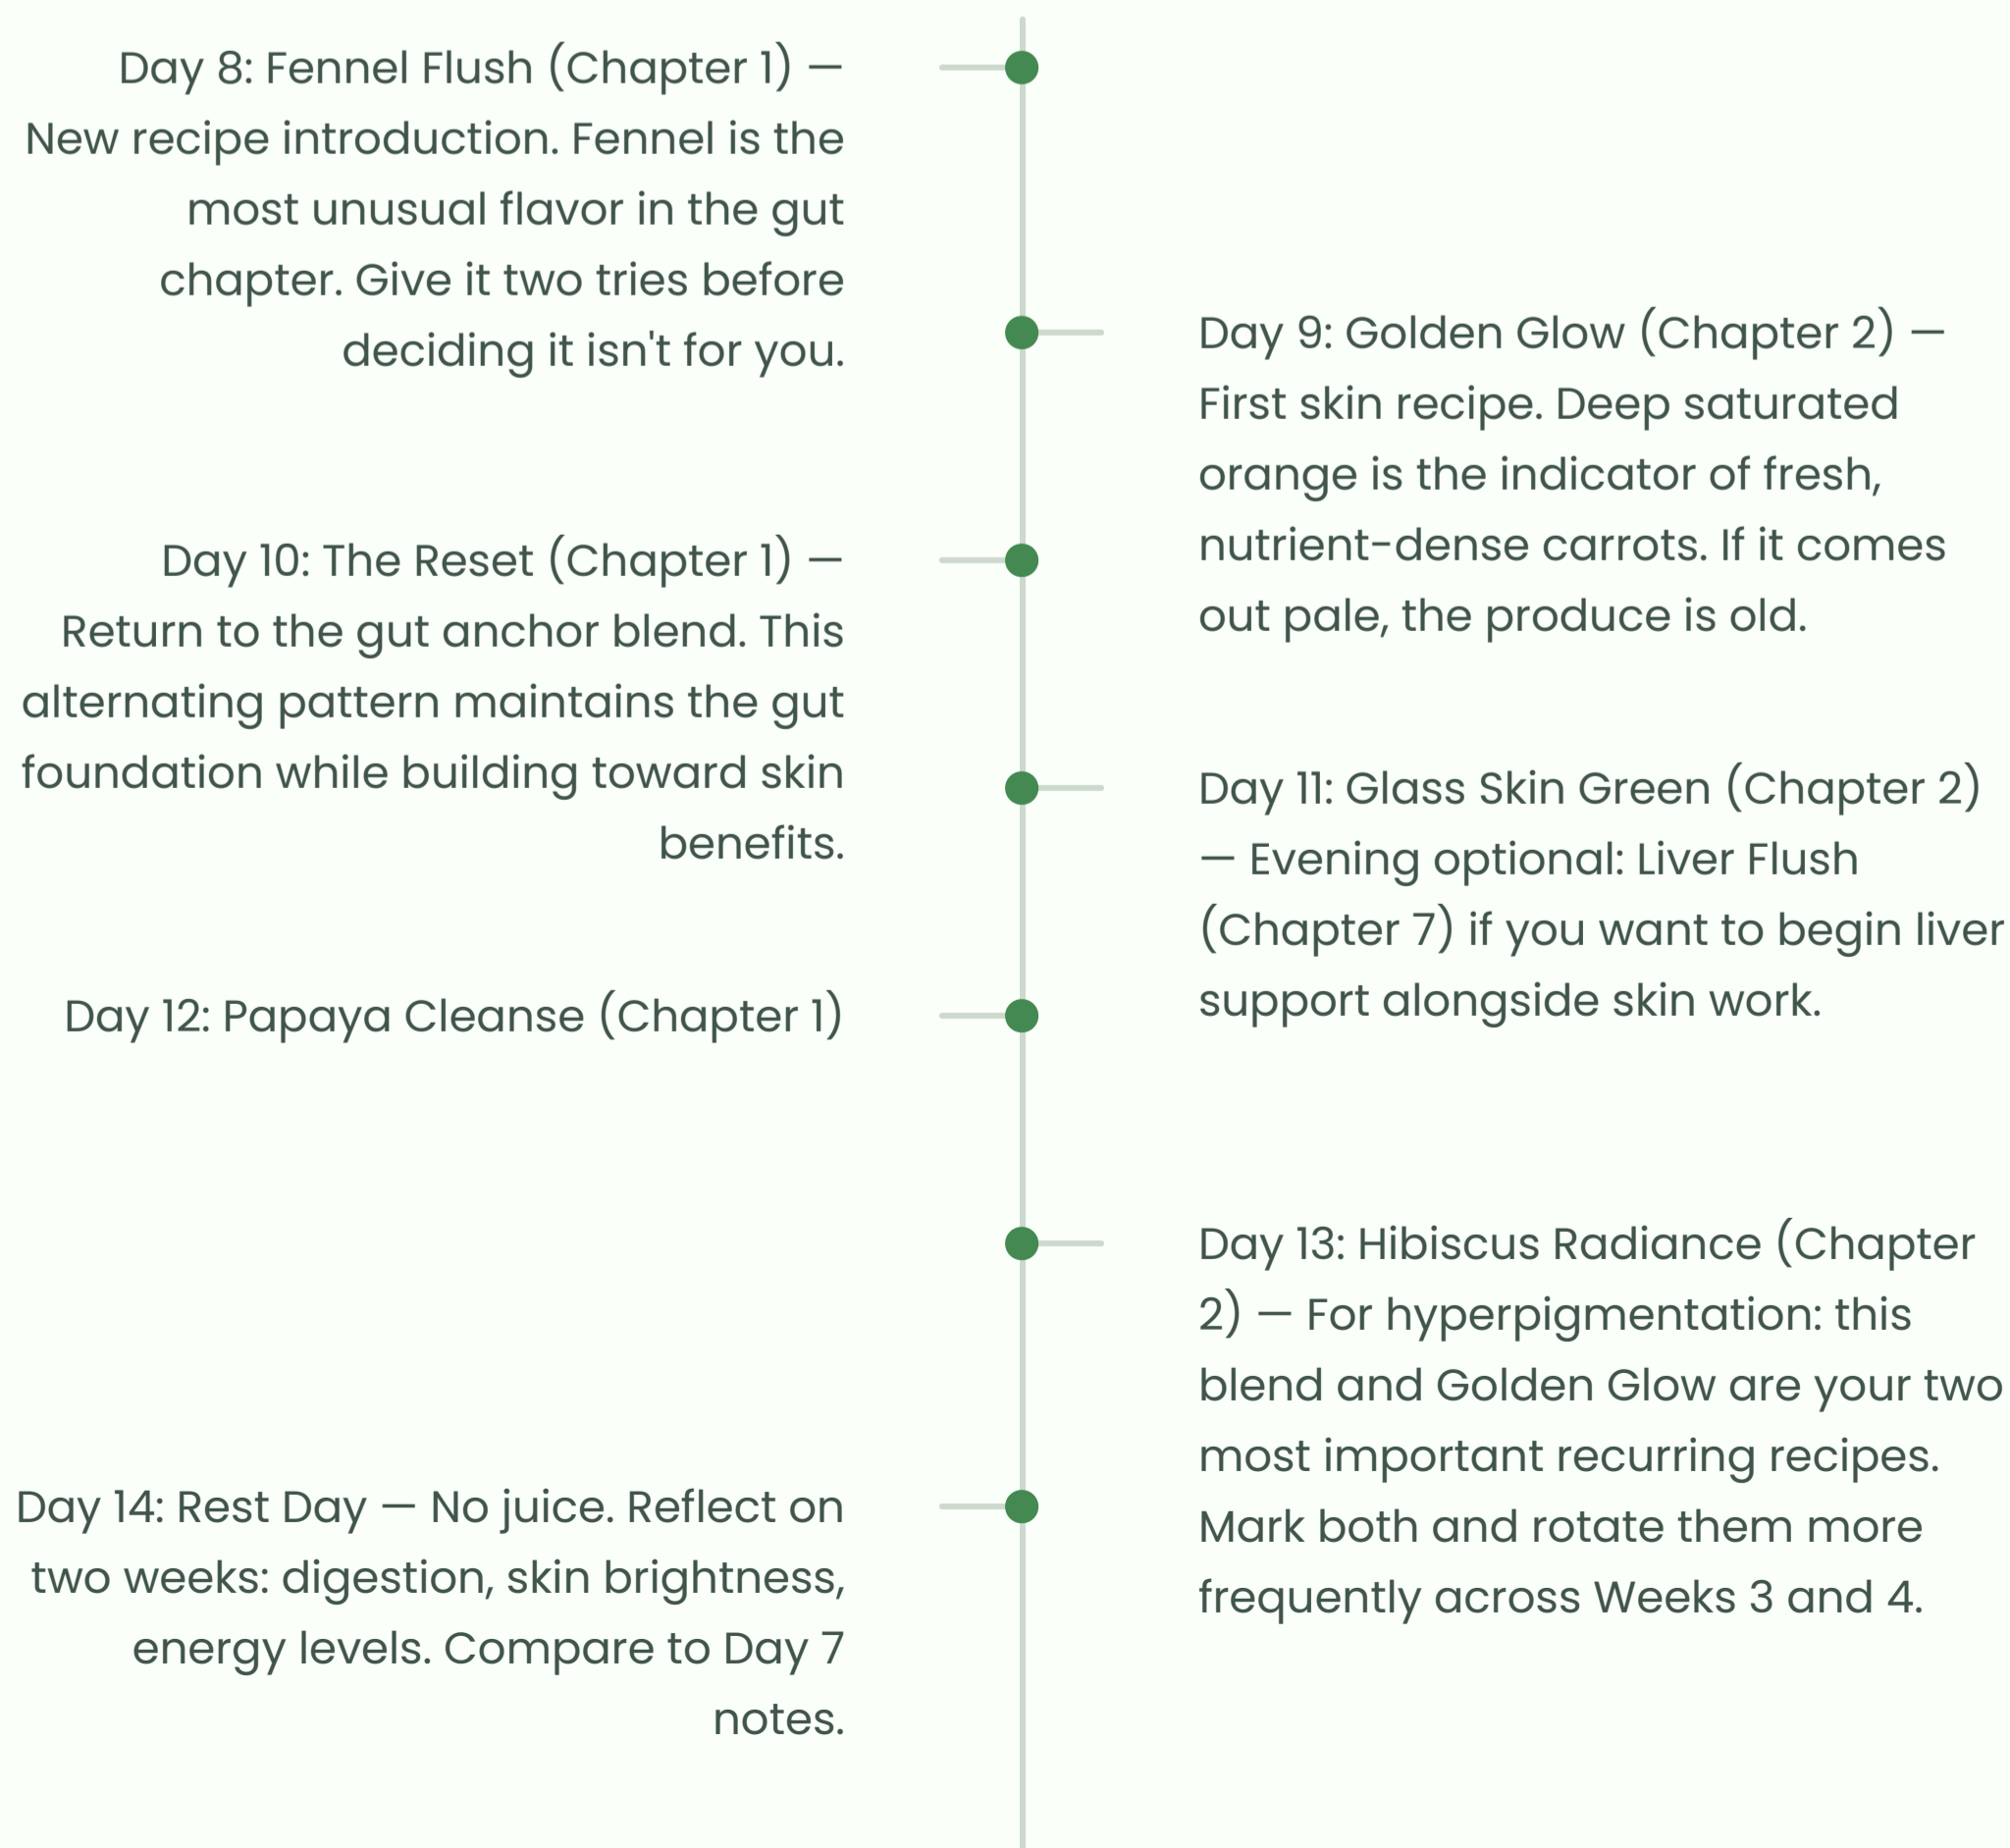 Day 8: Fennel Flush (Chapter 1) —
New recipe introduction. Fennel is the
most unusual flavor in the gut
chapter. Give it two tries before
deciding it isn't for you.
Day 9: Golden Glow (Chapter 2) —
First skin recipe. Deep saturated
orange is the indicator of fresh,
nutrient-dense carrots. If it comes
out pale, the produce is old.
Day 10: The Reset (Chapter 1) —
Return to the gut anchor blend. This
alternating pattern maintains the gut
foundation while building toward skin
benefits.
Day 11: Glass Skin Green (Chapter 2)
— Evening optional: Liver Flush
(Chapter 7) if you want to begin liver
support alongside skin work.
Day 12: Papaya Cleanse (Chapter 1)
Day 13: Hibiscus Radiance (Chapter
2) — For hyperpigmentation: this
blend and Golden Glow are your two
most important recurring recipes.
Mark both and rotate them more
frequently across Weeks 3 and 4.
Day 14: Rest Day — No juice. Reflect on
two weeks: digestion, skin brightness,
energy levels. Compare to Day 7
notes.